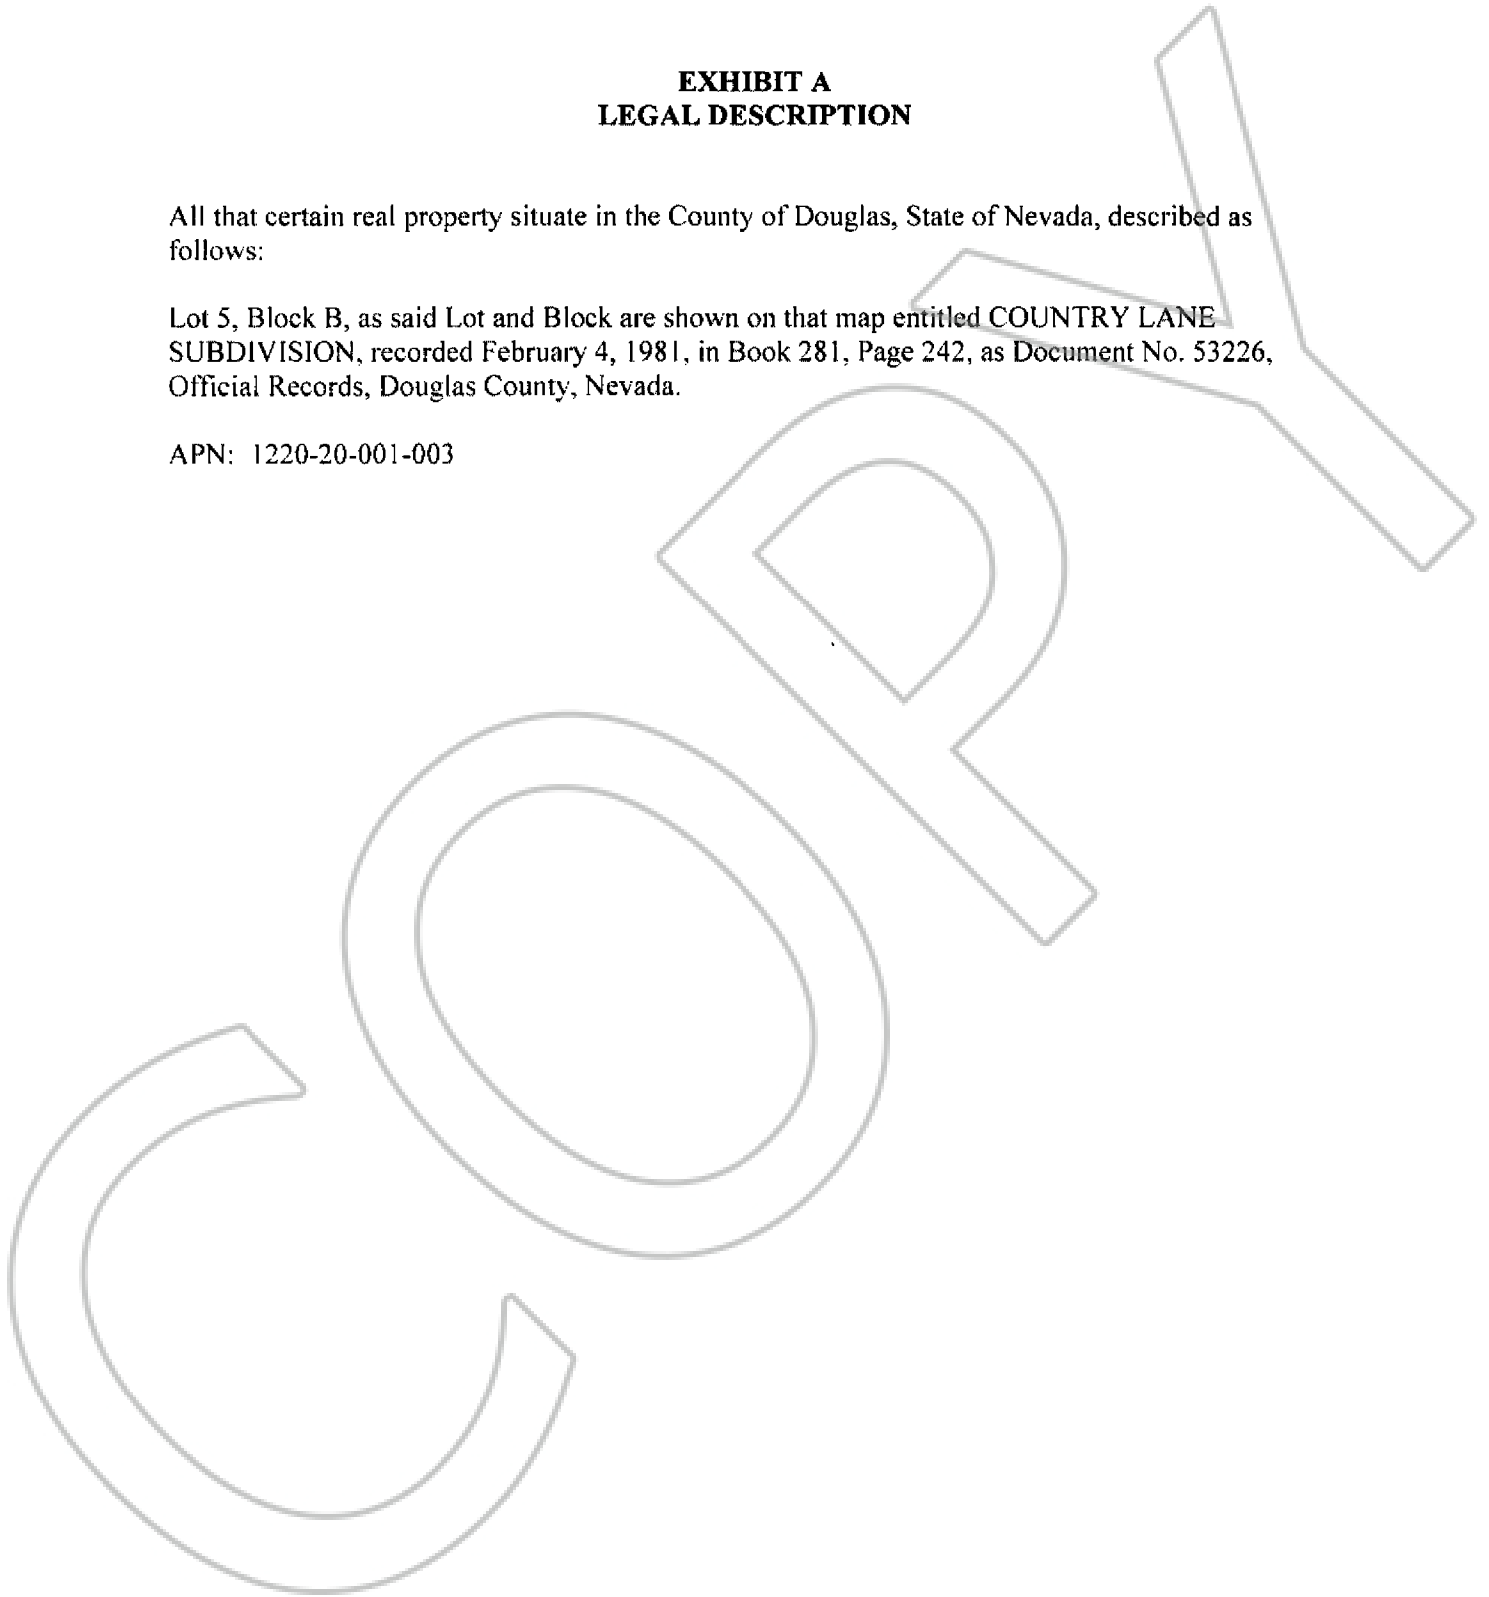 EXHIBIT A
LEGAL DESCRIPTION
All that certain real property situate in the County of Douglas, State of Nevada, described as
follows:
Lot 5, Block B, as said Lot and Block are shown on that map entitled COUNTRY LANE
SUBDIVISION, recorded February 4, 1981, in Book 281, Page 242, as Document No. 53226,
Official Records, Douglas County, Nevada.
APN: 1220-20-001-003
COPY